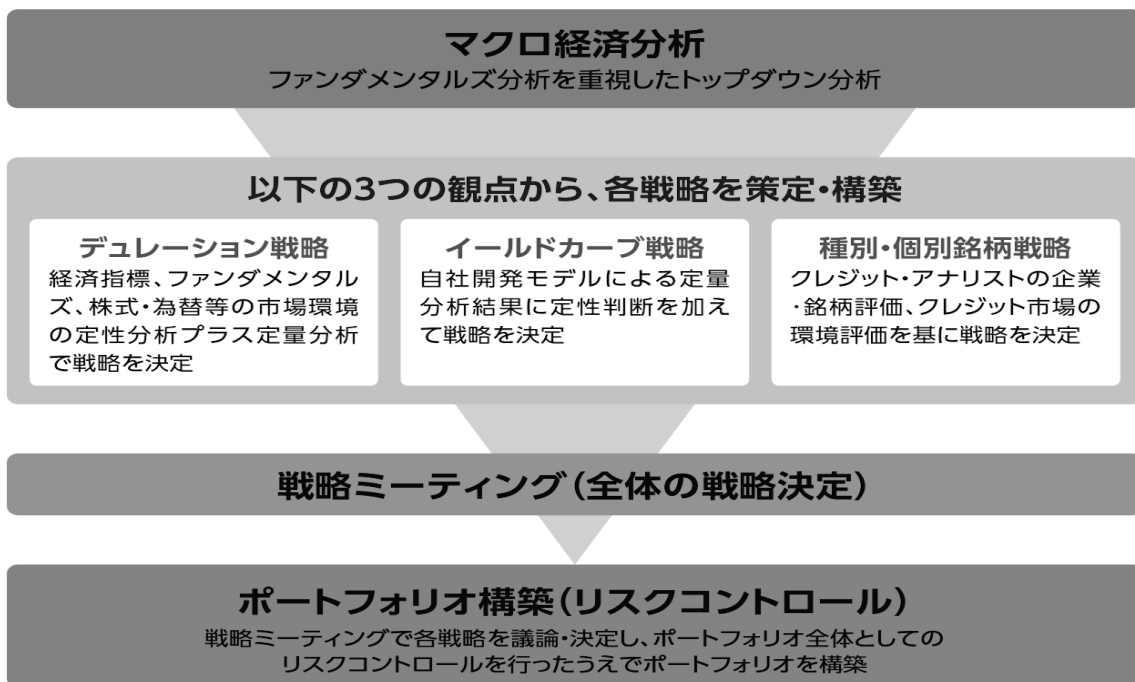 マクロ経済分析
ファンダメンタルズ分析を重視したトップダウン分析
以下の3つの観点から、各戦略を策定・構築
デュレーション戦略
経済指標、ファンダメンタル
ズ、株式・為替等の市場環境
の定性分析プラス定量分析
で戦略を決定
イールドカーブ戦略
自社開発モデルによる定量
分析結果に定性判断を加え
て戦略を決定
種別・個別銘柄戦略
クレジット・アナリストの企業
・銘柄評価、クレジット市場の
環境評価を基に戦略を決定
戦略ミーティング(全体の戦略決定)
ポートフォリオ構築(リスクコントロール)
戦略ミーティングで各戦略を議論・決定し、ポートフォリオ全体としての
リスクコントロールを行ったうえでポートフォリオを構築